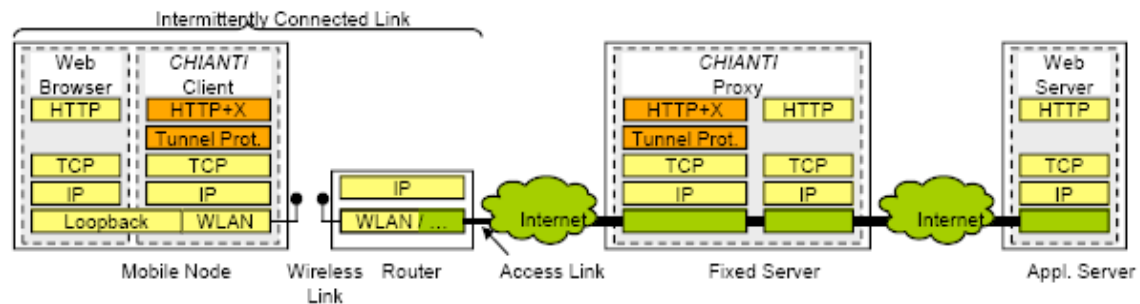 Intermittently Connected Link
Web
Browser
HTTP
TCP
IP
Loopback
CHIANTI
Client
HTTP+X
Tunnel Prot.
TCP
IP
WLAN
IP
WLAN / ...
Internet
CHIANTI
Proxy
HTTP+X
Tunnel Prot.
TCP
IP
HTTP
TCP
IP
Internet
Web
Server
HTTP
TCP
IP
Mobile Node
Wireless
Link
Router
Access Link
Fixed Server
Appl. Server